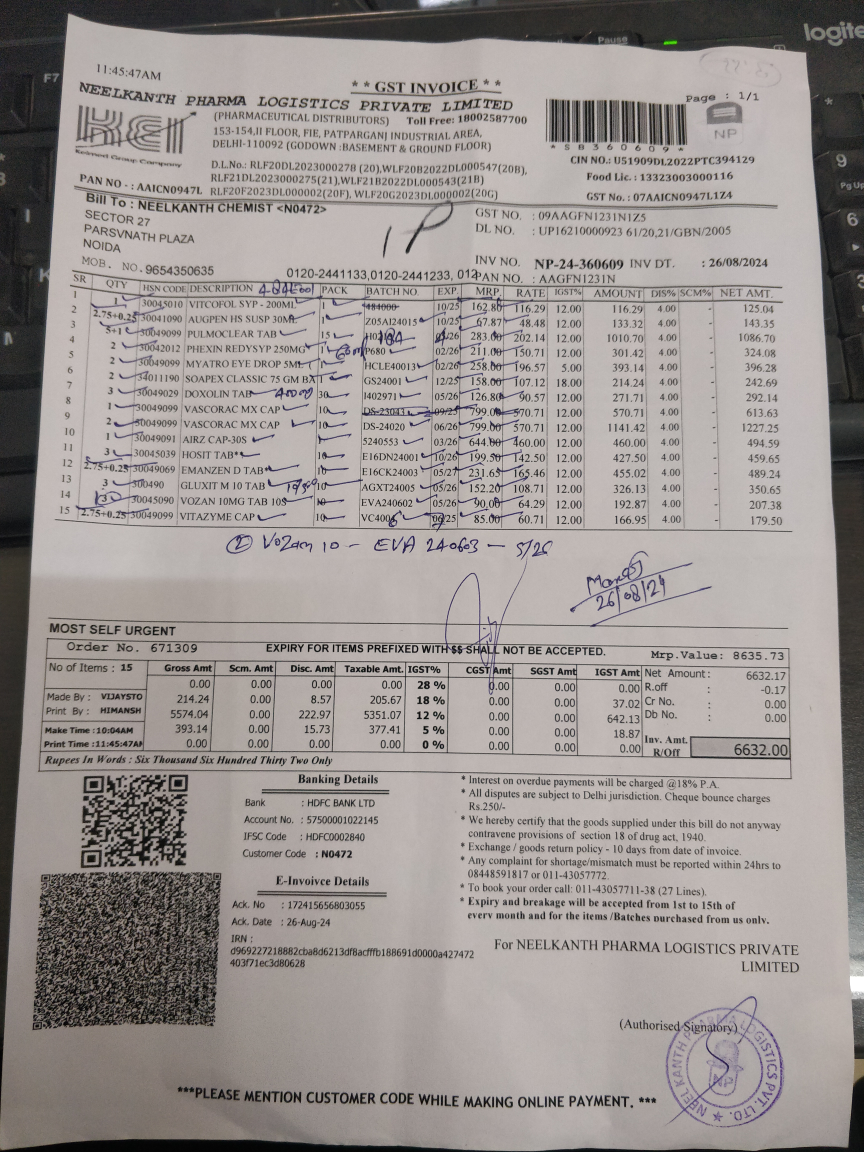 11:45:47AM
* * GST INVOICE * *
Page : 1/1
NEELKANTH PHARMA LOGISTICS PRIVATE LIMITED
(PHARMACEUTICAL DISTRIBUTORS) Toll Free: 18002587700
153-154,II FLOOR, FIE, PATPARGANJ INDUSTRIAL AREA,
DELHI-110092 (GODOWN :BASEMENT & GROUND FLOOR)
KEI
Keimed Group Company
NP
*SB360609*
CIN NO.: U51909DL2022PTC394129
Food Lic. : 13323003000116
GST No. : 07AAICN0947L1Z4
D.L.No.: RLF20DL2023000278 (20),WLF20B2022DL000547(20B),
RLF21DL2023000275(21),WLF21B2022DL000543(21B)
PAN NO - : AAICN0947L RLF20F2023DL000002(20F), WLF20G2023DL000002(20G)
Bill To : NEELKANTH CHEMIST <N0472>
SECTOR 27
PARSVNATH PLAZA
NOIDA
MOB. NO. 9654350635
0120-2441133,0120-2441233, 012
GST NO. : 09AAGFN1231N1Z5
DL NO. : UP16210000923 61/20,21/GBN/2005
INV NO. NP-24-360609 INV DT. : 26/08/2024
PAN NO. : AAGFN1231N
SR QTY HSN CODE DESCRIPTION PACK BATCH NO. EXP. MRP. RATE IGST% AMOUNT DIS% SCM% NET AMT.
1 1 30045010 VITCOFOL SYP - 200ML 1 10/25 162.80 116.29 12.00 116.29 4.00 - 125.04
2 2.75+0.25 30041090 AUGPEN HS SUSP 30ML 1 Z05AI24015 10/25 67.87 48.48 12.00 133.32 4.00 - 143.35
3 5+1 30049099 PULMOCLEAR TAB 15 283.00 202.14 12.00 1010.70 4.00 - 1086.70
4 2 30042012 PHEXIN REDYSYP 250MG 1 P680 02/26 211.00 150.71 12.00 301.42 4.00 - 324.08
5 2 30049099 MYATRO EYE DROP 5ML HCLE40013 02/26 258.00 196.57 5.00 393.14 4.00 - 396.28
6 2 34011190 SOAPEX CLASSIC 75 GM BX 1 GS24001 12/25 158.00 107.12 18.00 214.24 4.00 - 242.69
7 3 30049029 DOXOLIN TAB 30 I402971 05/26 126.80 90.57 12.00 271.71 4.00 - 292.14
8 1 30049099 VASCORAC MX CAP 10 DS-23043 09/25 799.00 570.71 12.00 570.71 4.00 - 613.63
9 2 30049099 VASCORAC MX CAP 10 DS-24020 06/26 799.00 570.71 12.00 1141.42 4.00 - 1227.25
10 1 30049091 AIRZ CAP-30S 5240553 03/26 644.00 460.00 12.00 460.00 4.00 - 494.59
11 3 30045039 HOSIT TAB* 10 E16DN24001 10/26 199.50 142.50 12.00 427.50 4.00 - 459.65
12 2.75+0.25 30049069 EMANZEN D TAB* 10 E16CK24003 05/27 231.65 165.46 12.00 455.02 4.00 - 489.24
13 3 300490 GLUXIT M 10 TAB 10 AGXT24005 05/26 152.20 108.71 12.00 326.13 4.00 - 350.65
14 30045090 VOZAN 10MG TAB 10S 10 EVA240602 05/26 90.00 64.29 12.00 192.87 4.00 - 207.38
15 2.75+0.25 30049099 VITAZYME CAP 10 85.00 60.71 12.00 166.95 4.00 - 179.50
② Vozam 10 - EVA 240603 - 5/26
26/08/24
MOST SELF URGENT
Order No. 671309 EXPIRY FOR ITEMS PREFIXED WITH $$ SHALL NOT BE ACCEPTED. Mrp.Value: 8635.73
No of Items : 15 Gross Amt Scm. Amt Disc. Amt Taxable Amt. IGST% CGST Amt SGST Amt IGST Amt Net Amount: 6632.17
0.00 0.00 0.00 0.00 28 % 0.00 0.00 0.00 R.off : -0.17
Made By : VIJAYSTO 214.24 0.00 8.57 205.67 18 % 0.00 0.00 37.02 Cr No. : 0.00
Print By : HIMANSH 5574.04 0.00 222.97 5351.07 12 % 0.00 0.00 642.13 Db No. : 0.00
Make Time :10:04AM 393.14 0.00 15.73 377.41 5 % 0.00 0.00 18.87
Print Time :11:45:47AM 0.00 0.00 0.00 0.00 0 % 0.00 0.00 0.00 Inv. Amt. R/Off 6632.00
Rupees In Words : Six Thousand Six Hundred Thirty Two Only
Banking Details
Bank : HDFC BANK LTD
Account No. : 57500001022145
IFSC Code : HDFC0002840
Customer Code : N0472
E-Invoivce Details
Ack. No : 172415656803055
Ack. Date : 26-Aug-24
IRN :
d969227218882cba8d6213df8acfffb188691d0000a427472
403f71ec3d80628
* Interest on overdue payments will be charged @18% P.A.
* All disputes are subject to Delhi jurisdiction. Cheque bounce charges
Rs.250/-
* We hereby certify that the goods supplied under this bill do not anyway
contravene provisions of section 18 of drug act, 1940.
* Exchange / goods return policy - 10 days from date of invoice.
* Any complaint for shortage/mismatch must be reported within 24hrs to
08448591817 or 011-43057772.
* To book your order call: 011-43057711-38 (27 Lines).
* Expiry and breakage will be accepted from 1st to 15th of
every month and for the items /Batches purchased from us only.
For NEELKANTH PHARMA LOGISTICS PRIVATE
LIMITED
(Authorised Signatory)
NEELKANTH PHARMA LOGISTICS PVT. LTD.
NP
***PLEASE MENTION CUSTOMER CODE WHILE MAKING ONLINE PAYMENT. ***
logite
Pause
F7
9
Pg Up